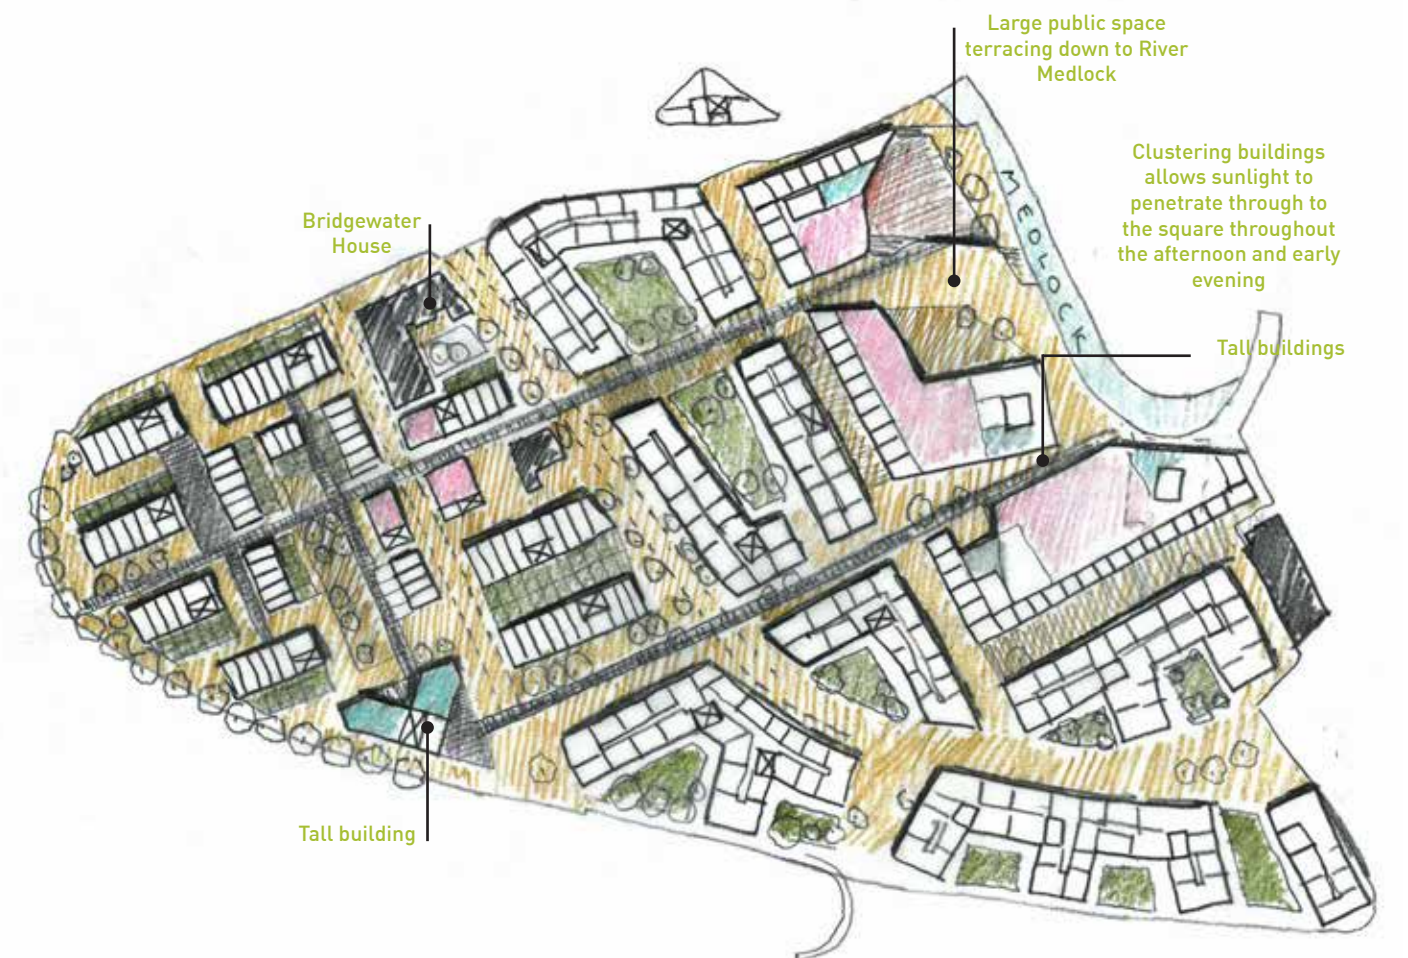 Large public space
terracing down to River
Medlock
Clustering buildings
allows sunlight to
penetrate through to
the square throughout
the afternoon and early
evening
Bridgewater
House
MEDLOCK
Tall buildings
Tall building